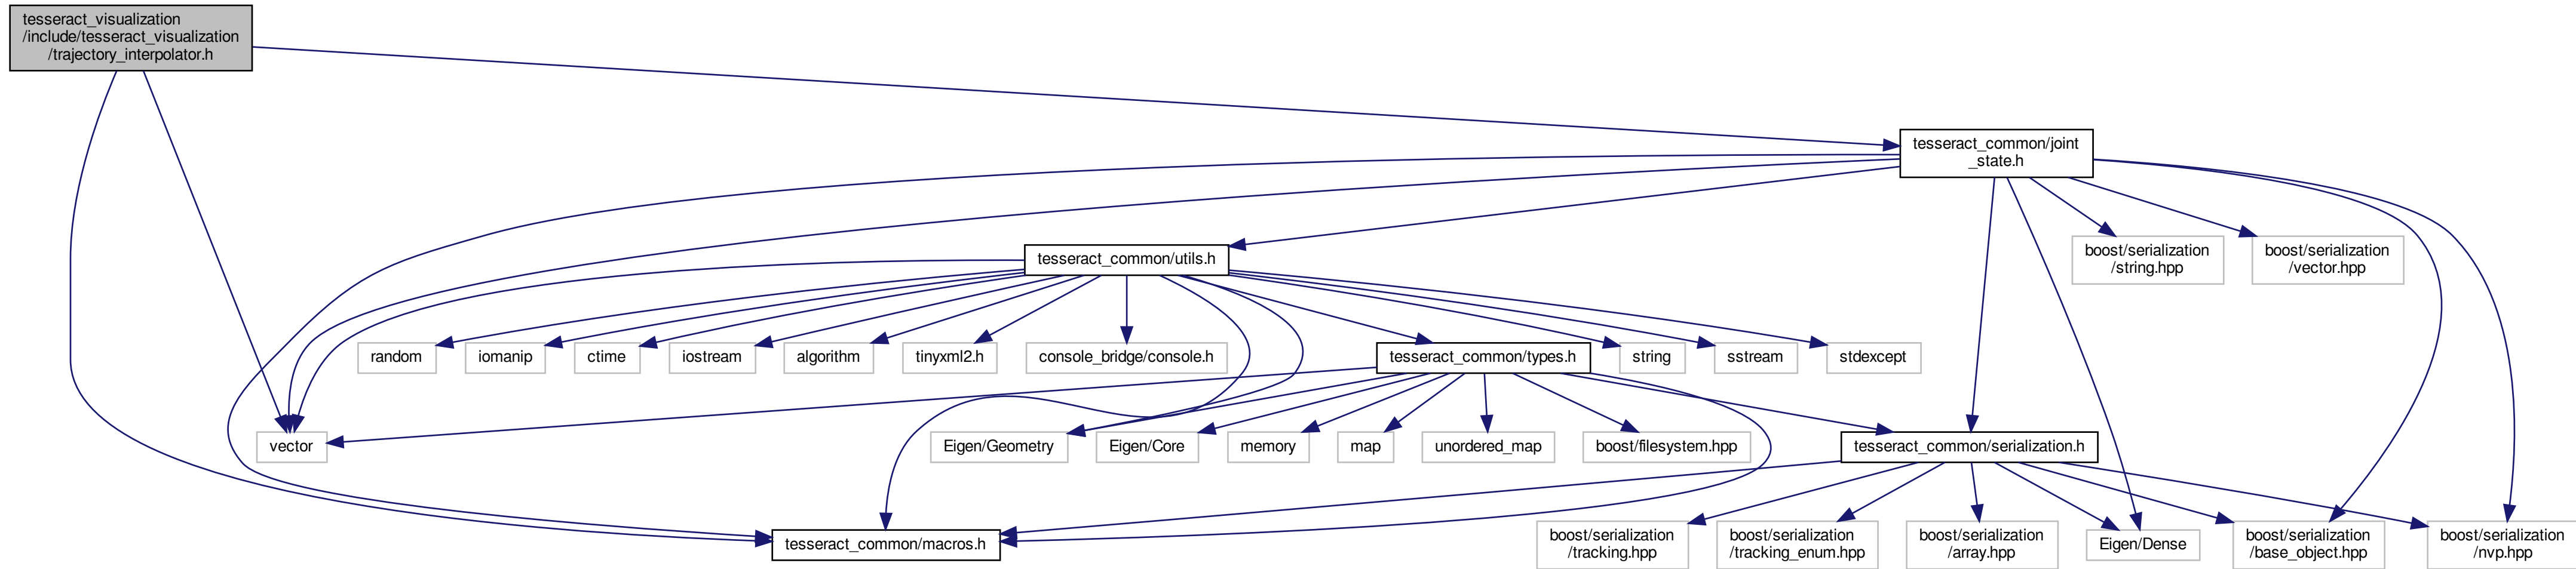 tesseract_visualization
/include/tesseract_visualization
/trajectory_interpolator.h
tesseract_common/joint
_state.h
tesseract_common/utils.h
boost/serialization
/string.hpp
boost/serialization
/vector.hpp
random
iomanip
ctime
iostream
algorithm
tinyxml2.h
console_bridge/console.h
tesseract_common/types.h
string
sstream
stdexcept
vector
Eigen/Geometry
Eigen/Core
memory
map
unordered_map
boost/filesystem.hpp
tesseract_common/serialization.h
tesseract_common/macros.h
boost/serialization
/tracking.hpp
boost/serialization
/tracking_enum.hpp
boost/serialization
/array.hpp
Eigen/Dense
boost/serialization
/base_object.hpp
boost/serialization
/nvp.hpp